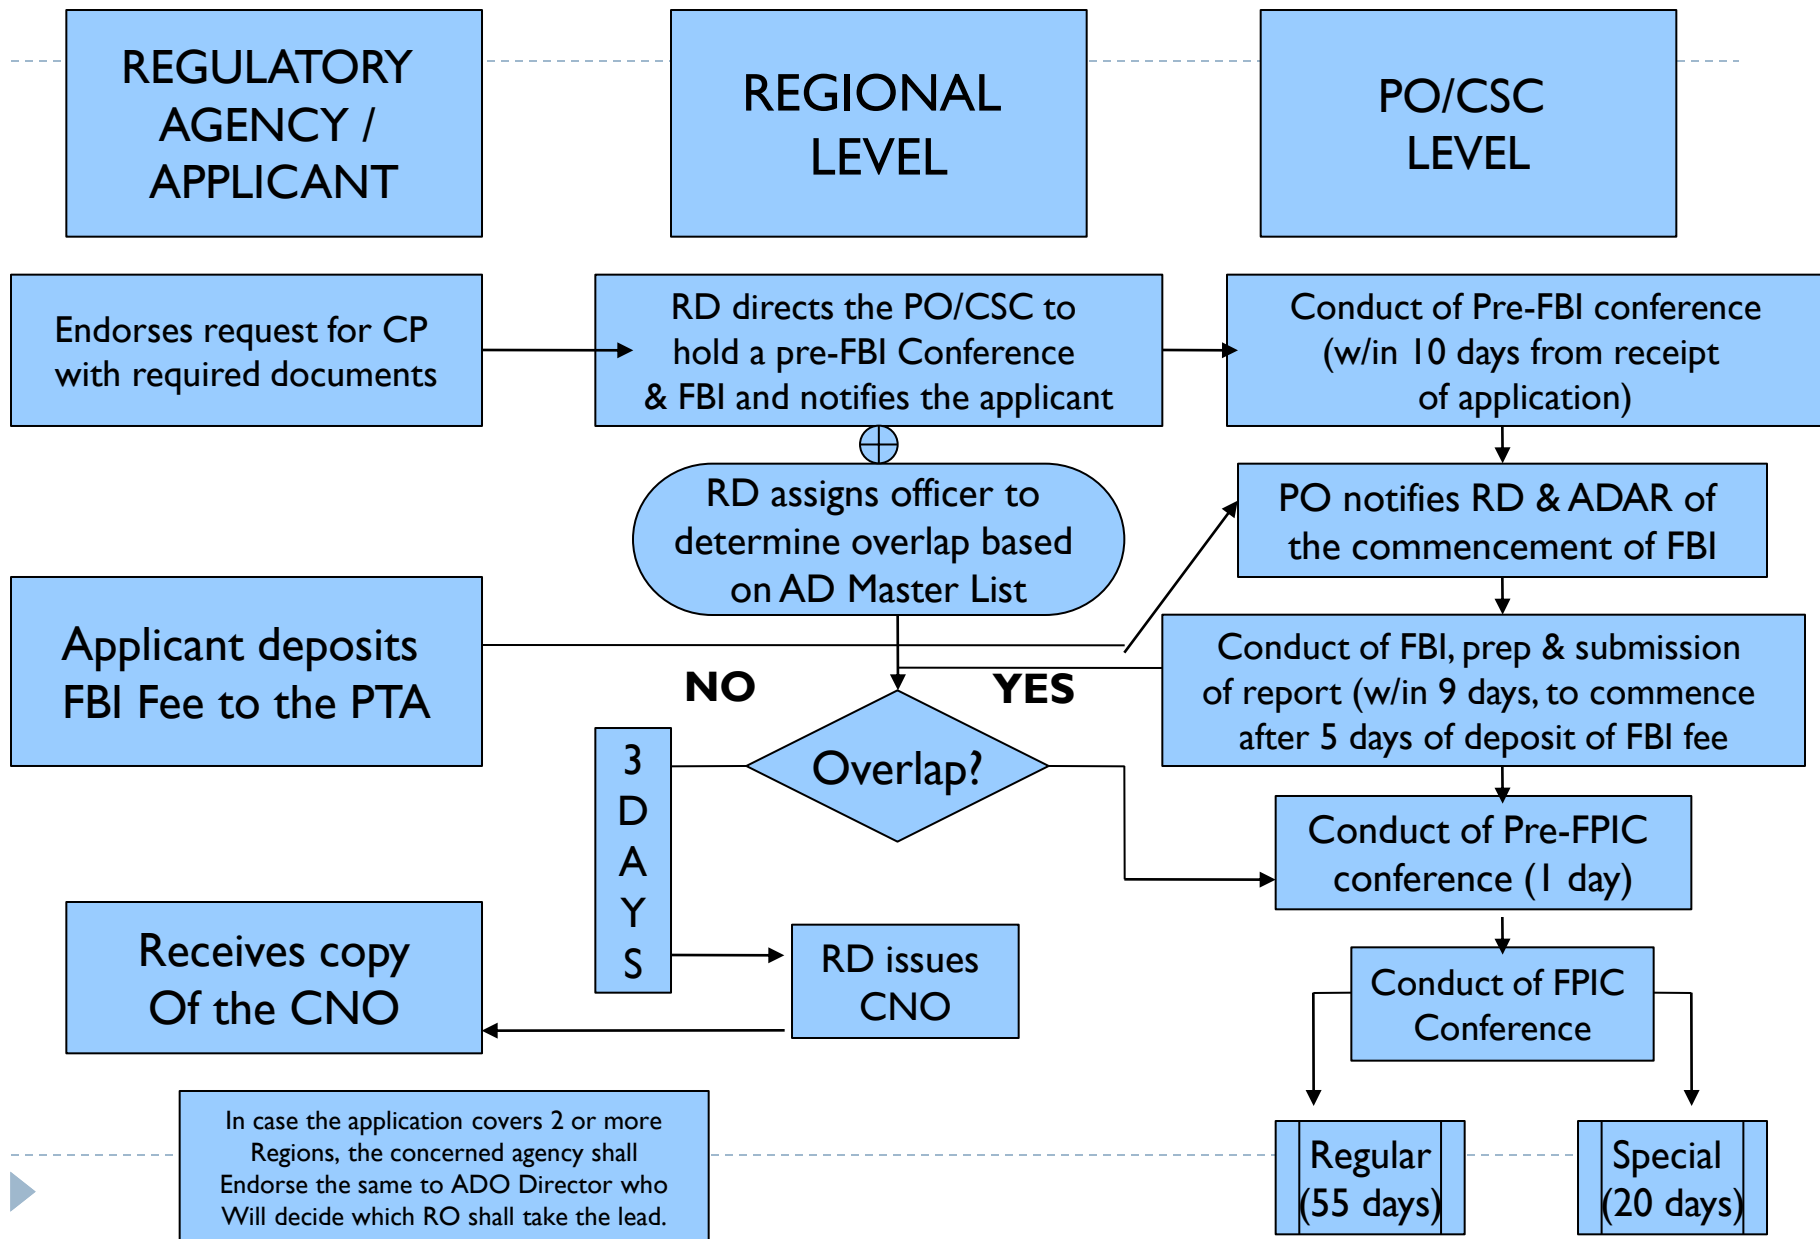 REGULATORY
AGENCY /
APPLICANT
REGIONAL
LEVEL
PO/CSC
LEVEL
Endorses request for CP
with required documents
RD directs the PO/CSC to
hold a pre-FBI Conference
& FBI and notifies the applicant
Conduct of Pre-FBI conference
(w/in 10 days from receipt
of application)
RD assigns officer to
determine overlap based
on AD Master List
PO notifies RD & ADAR of
the commencement of FBI
Applicant deposits
FBI Fee to the PTA
NO
YES
Conduct of FBI, prep & submission
of report (w/in 9 days, to commence
after 5 days of deposit of FBI fee
3
D
A
Y
S
Overlap?
Conduct of Pre-FPIC
conference (1 day)
Receives copy
Of the CNO
RD issues
CNO
Conduct of FPIC
Conference
In case the application covers 2 or more
Regions, the concerned agency shall
Endorse the same to ADO Director who
Will decide which RO shall take the lead.
Regular
(55 days)
Special
(20 days)